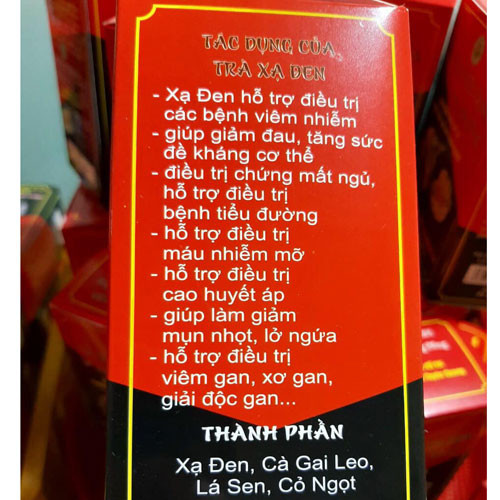 TÁC DỤNG CỦA
TRÀ XẠ ĐEN
- Xạ Đen hỗ trợ điều trị
các bệnh viêm nhiễm
- giúp giảm đau, tăng sức
đề kháng cơ thể
- điều trị chứng mất ngủ,
hỗ trợ điều trị
bệnh tiểu đường
- hỗ trợ điều trị
máu nhiễm mỡ
- hỗ trợ điều trị
cao huyết áp
- giúp làm giảm
mụn nhọt, lở ngứa
- hỗ trợ điều trị
viêm gan, xơ gan,
giải độc gan...
THÀNH PHẦN
Xạ Đen, Cà Gai Leo,
Lá Sen, Cỏ Ngọt